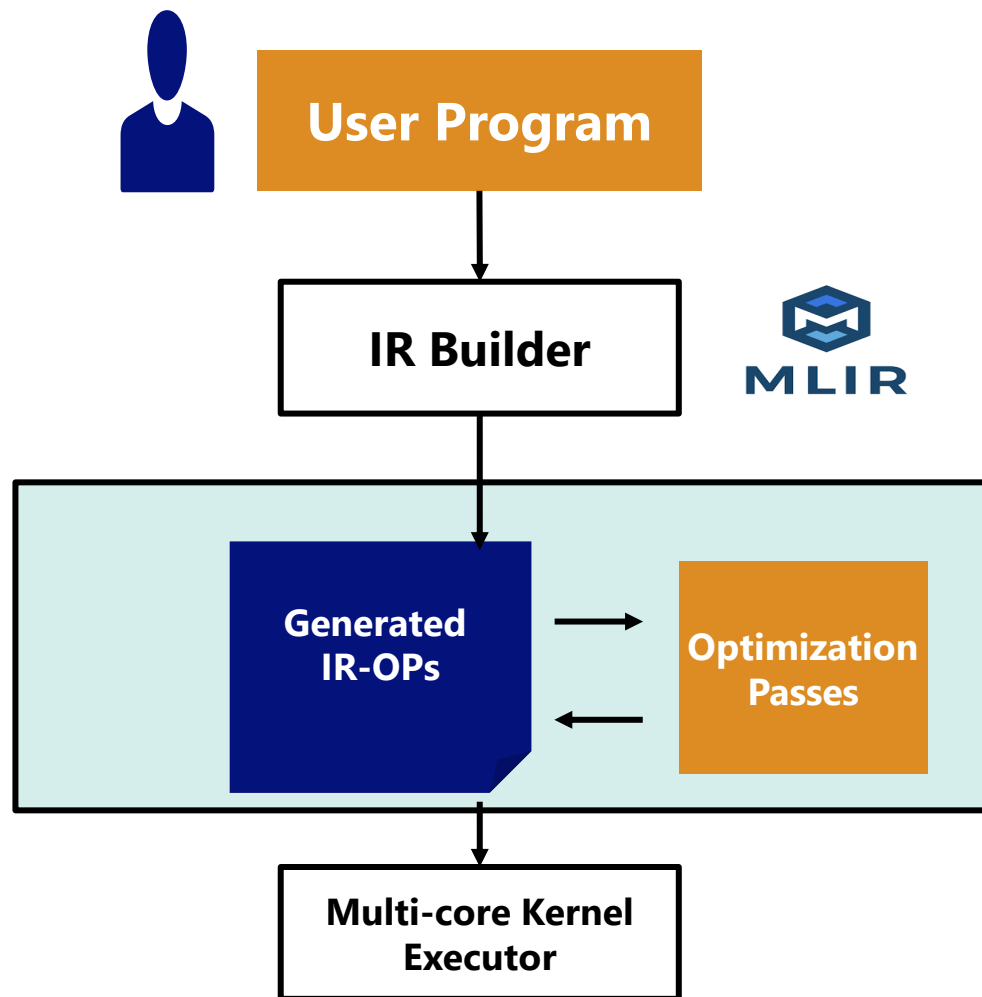 User Program
IR Builder
MLIR
Generated
IR-OPs
Optimization
Passes
Multi-core Kernel
Executor